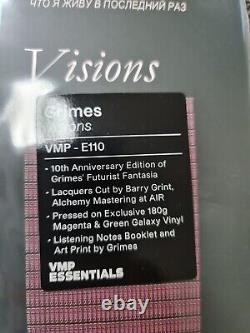 ЧТО Я ЖИВУ В ПОСЛЕДНИЙ РАЗ
Visions
Grimes
Visions
VMP - E110
• 10th Anniversary Edition of
Grimes' Futurist Fantasia
• Lacquers Cut by Barry Grint,
Alchemy Mastering at AIR
• Pressed on Exclusive 180g
Magenta & Green Galaxy Vinyl
• Listening Notes Booklet and
Art Print by Grimes
VMP
ESSENTIALS